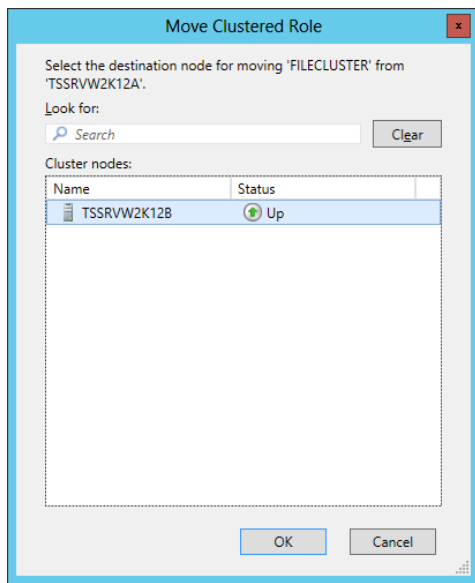 Move Clustered Role
x
Select the destination node for moving 'FILECLUSTER' from
'TSSRVW2K12A'.
Look for:
Search
Clear
Cluster nodes:
Name Status
TSSRVW2K12B Up
OK Cancel